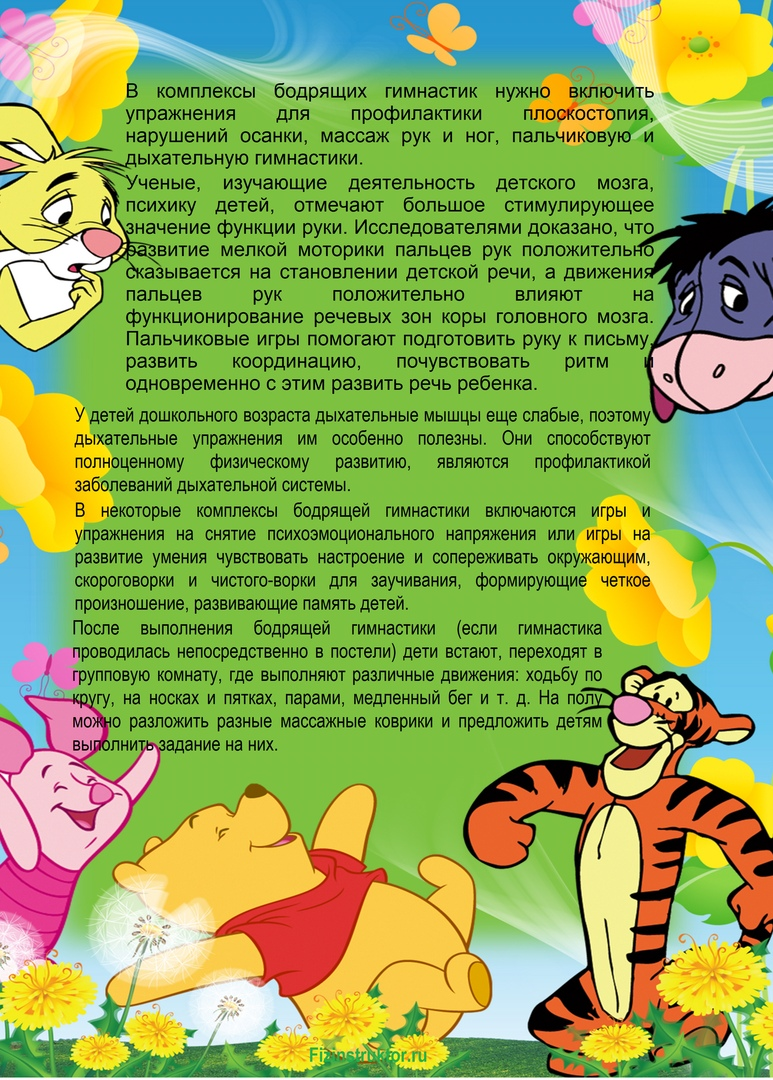 В комплексы бодрящих гимнастик нужно включить
упражнения для профилактики плоскостопия,
нарушений осанки, массаж рук и ног, пальчиковую и
дыхательную гимнастики.
Ученые, изучающие деятельность детского мозга,
психику детей, отмечают большое стимулирующее
значение функции руки. Исследователями доказано, что
развитие мелкой моторики пальцев рук положительно
сказывается на становлении детской речи, а движения
пальцев рук положительно влияют на
функционирование речевых зон коры головного мозга.
Пальчиковые игры помогают подготовить руку к письму,
развить координацию, почувствовать ритм и
одновременно с этим развить речь ребенка.
У детей дошкольного возраста дыхательные мышцы еще слабые, поэтому
дыхательные упражнения им особенно полезны. Они способствуют
полноценному физическому развитию, являются профилактикой
заболеваний дыхательной системы.
В некоторые комплексы бодрящей гимнастики включаются игры и
упражнения на снятие психоэмоционального напряжения или игры на
развитие умения чувствовать настроение и сопереживать окружающим,
скороговорки и чистого-ворки для заучивания, формирующие четкое
произношение, развивающие память детей.
После выполнения бодрящей гимнастики (если гимнастика
проводилась непосредственно в постели) дети встают, переходят в
групповую комнату, где выполняют различные движения: ходьбу по
кругу, на носках и пятках, парами, медленный бег и т. д. На полу
можно разложить разные массажные коврики и предложить детям
выполнить задание на них.
Fizinstruktor.ru